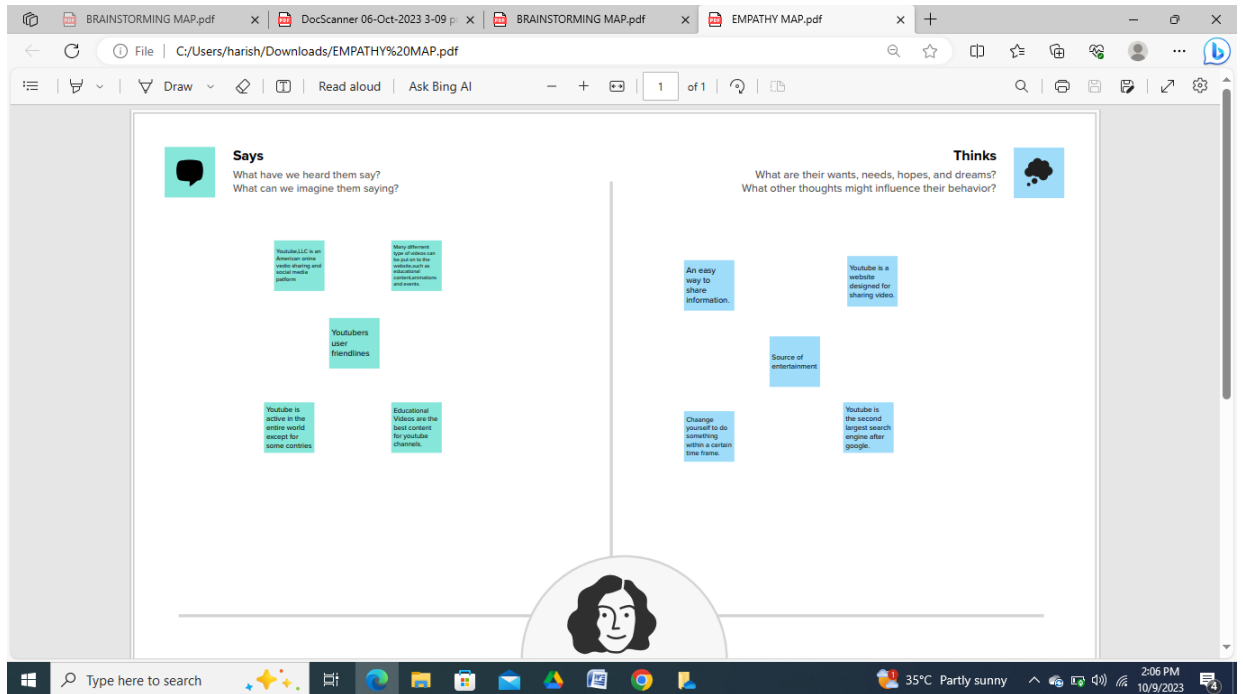 BRAINSTORMING MAP.pdf
DocScanner 06-Oct-2023 3-09 p
BRAINSTORMING MAP.pdf
EMPATHY MAP.pdf
File
C:/Users/harish/Downloads/EMPATHY%20MAP.pdf
Draw
Read aloud
Ask Bing AI
1
of 1
Says
What have we heard them say?
What can we imagine them saying?
Thinks
What are their wants, needs, hopes, and dreams?
What other thoughts might influence their behavior?
Youtube,LLC is an
American onine
vedio sharing and
social media
patform
Many different
type of videos can
be put on to the
website,such as
educational
content,animations
and events.
Youtubers
user
friendlines
Youtube is
active in the
entire world
except for
some contries
Educational
Videos are the
best content
for youtube
channels.
An easy
way to
share
information.
Youtube is a
website
designed for
sharing video.
Source of
entertainment
Chaange
yourself to do
something
within a certain
time frame.
Youtube is
the second
largest search
engine after
google.
Type here to search
35°C Partly sunny
2:06 PM
10/9/2023
4